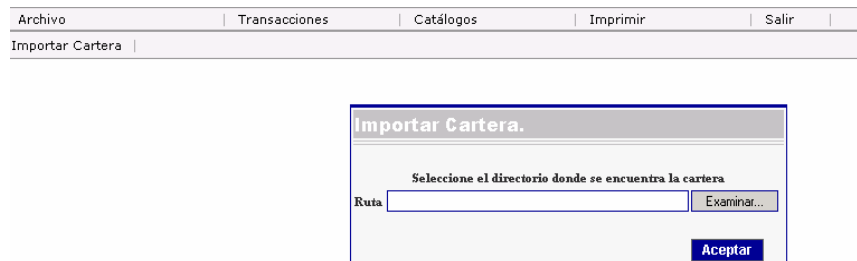 Archivo | Transacciones | Catálogos | Imprimir | Salir |
Importar Cartera |
Importar Cartera.
Seleccione el directorio donde se encuentra la cartera
Ruta Examinar...
Aceptar